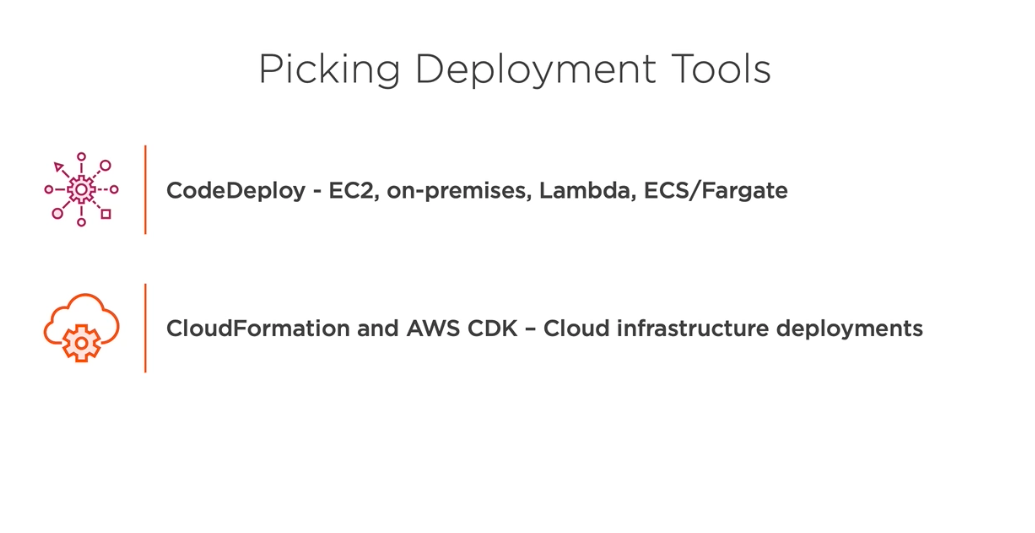 Picking Deployment Tools
CodeDeploy - EC2, on-premises, Lambda, ECS/Fargate
CloudFormation and AWS CDK – Cloud infrastructure deployments